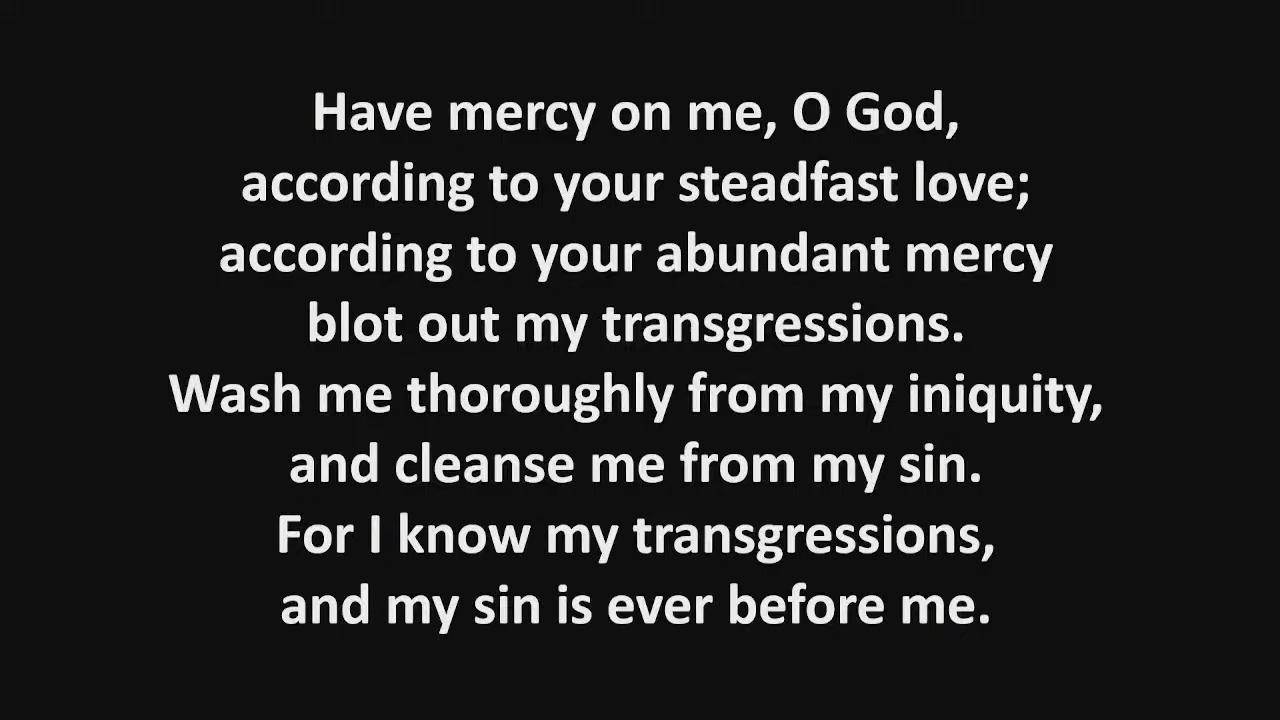 Have mercy on me, O God,
according to your steadfast love;
according to your abundant mercy
blot out my transgressions.
Wash me thoroughly from my iniquity,
and cleanse me from my sin.
For I know my transgressions,
and my sin is ever before me.